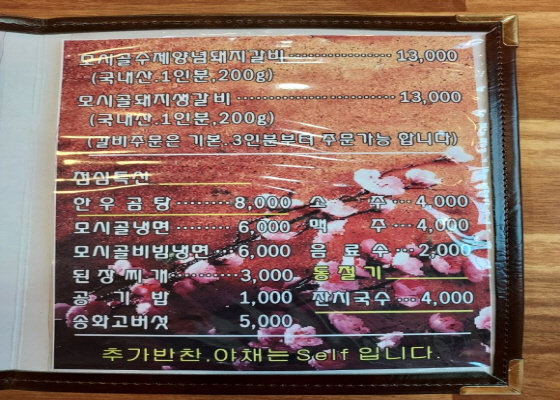 모시골수제양념돼지갈비 ⋯⋯⋯⋯ 13,000
(국내산.1인분,200g)
모시골돼지생갈비 ⋯⋯⋯⋯ 13,000
(국내산.1인분,200g)
(갈비주문은 기본. 3인분부터 주문가능 합니다)
점심특선
한우곰탕 ⋯⋯ 8,000
모시골냉면 ⋯⋯ 6,000
모시골비빔냉면 ⋯ 6,000
된장찌개 ⋯⋯⋯ 3,000
공기밥 1,000
송화고버섯 5,000
소주 ⋯ 4,000
맥주 ⋯ 4,000
음료수 ⋯ 2,000
동절기
잔치국수 ⋯ 4,000
추가반찬.야채는 Self 입니다.